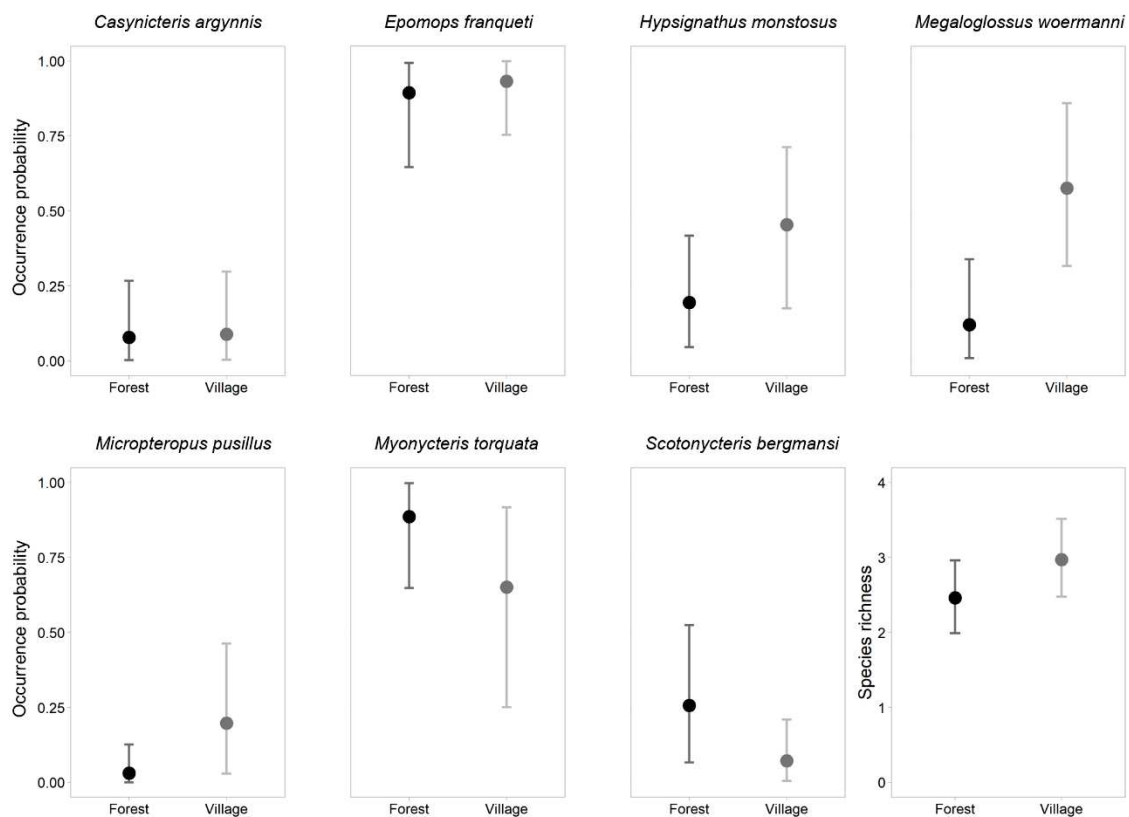 Casynicteris argynnis
Epomops franqueti
Hypsignathus monstosus
Megaloglossus woermanni
Occurrence probability
1.00
0.75
0.50
0.25
0.00
Forest Village
Forest Village
Forest Village
Forest Village
Micropteropus pusillus
Myonycteris torquata
Scotonycteris bergmansi
Occurrence probability
1.00
0.75
0.50
0.25
0.00
Species richness
4
3
2
1
0
Forest Village
Forest Village
Forest Village
Forest Village